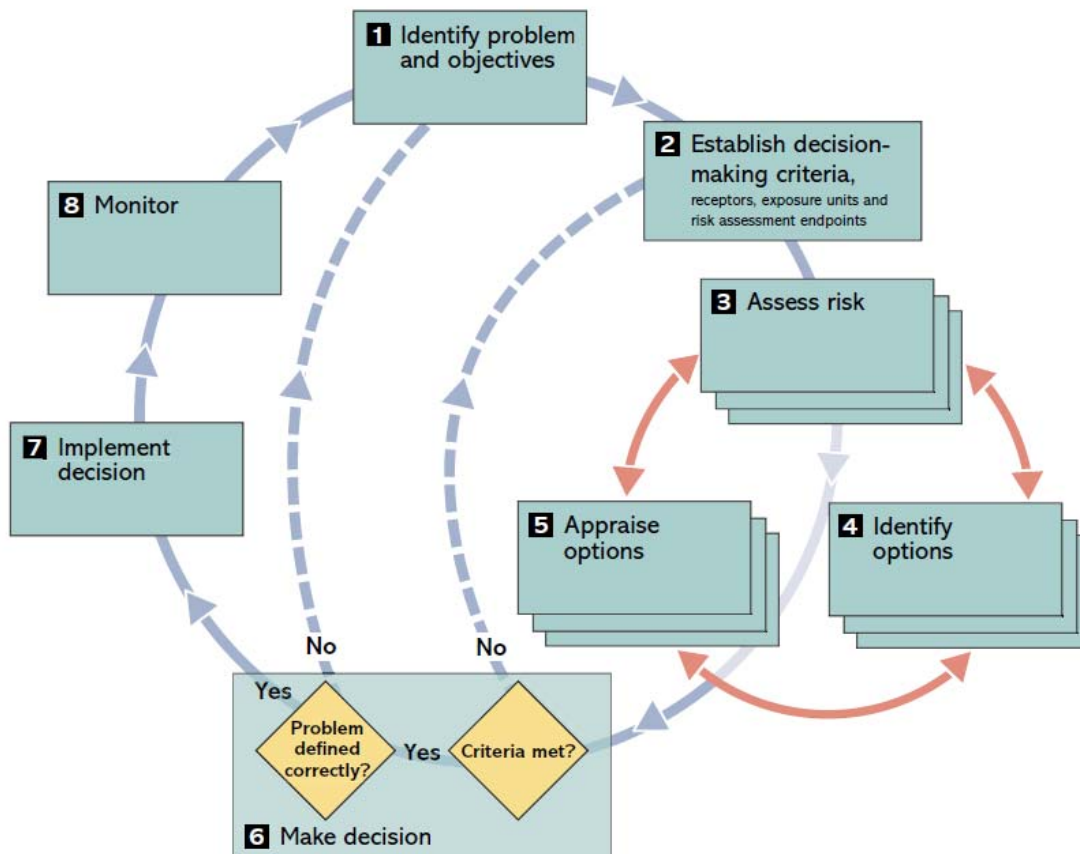 1 Identify problem
and objectives
2 Establish decision-
making criteria,
receptors, exposure units and
risk assessment endpoints
8 Monitor
3 Assess risk
7 Implement
decision
5 Appraise
options
4 Identify
options
No
No
Yes
Problem
defined
correctly?
Yes
Criteria met?
6 Make decision